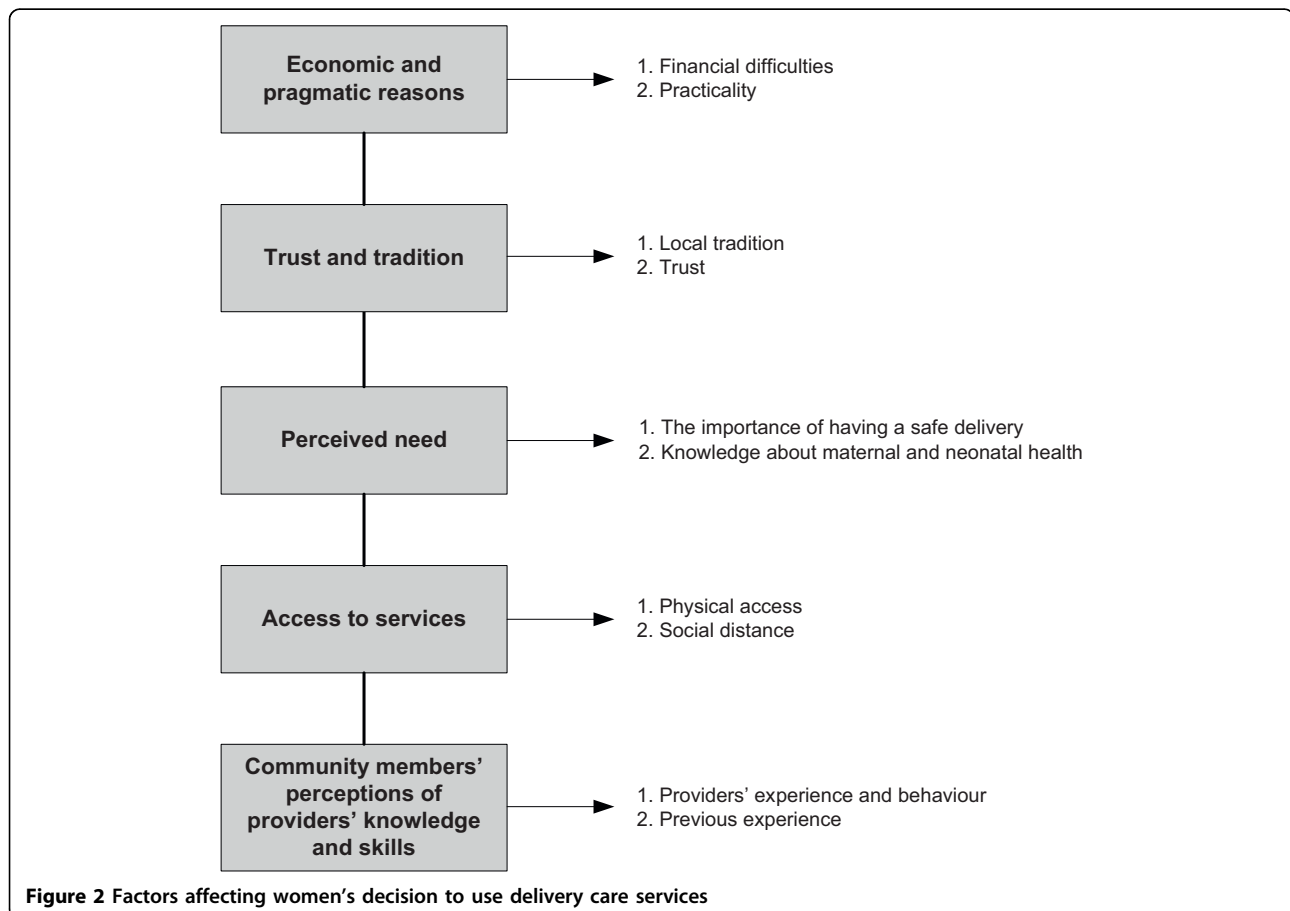 Economic and
pragmatic reasons
1. Financial difficulties
2. Practicality
Trust and tradition
1. Local tradition
2. Trust
Perceived need
1. The importance of having a safe delivery
2. Knowledge about maternal and neonatal health
Access to services
1. Physical access
2. Social distance
Community members’
perceptions of
providers’ knowledge
and skills
1. Providers’ experience and behaviour
2. Previous experience
Figure 2 Factors affecting women’s decision to use delivery care services